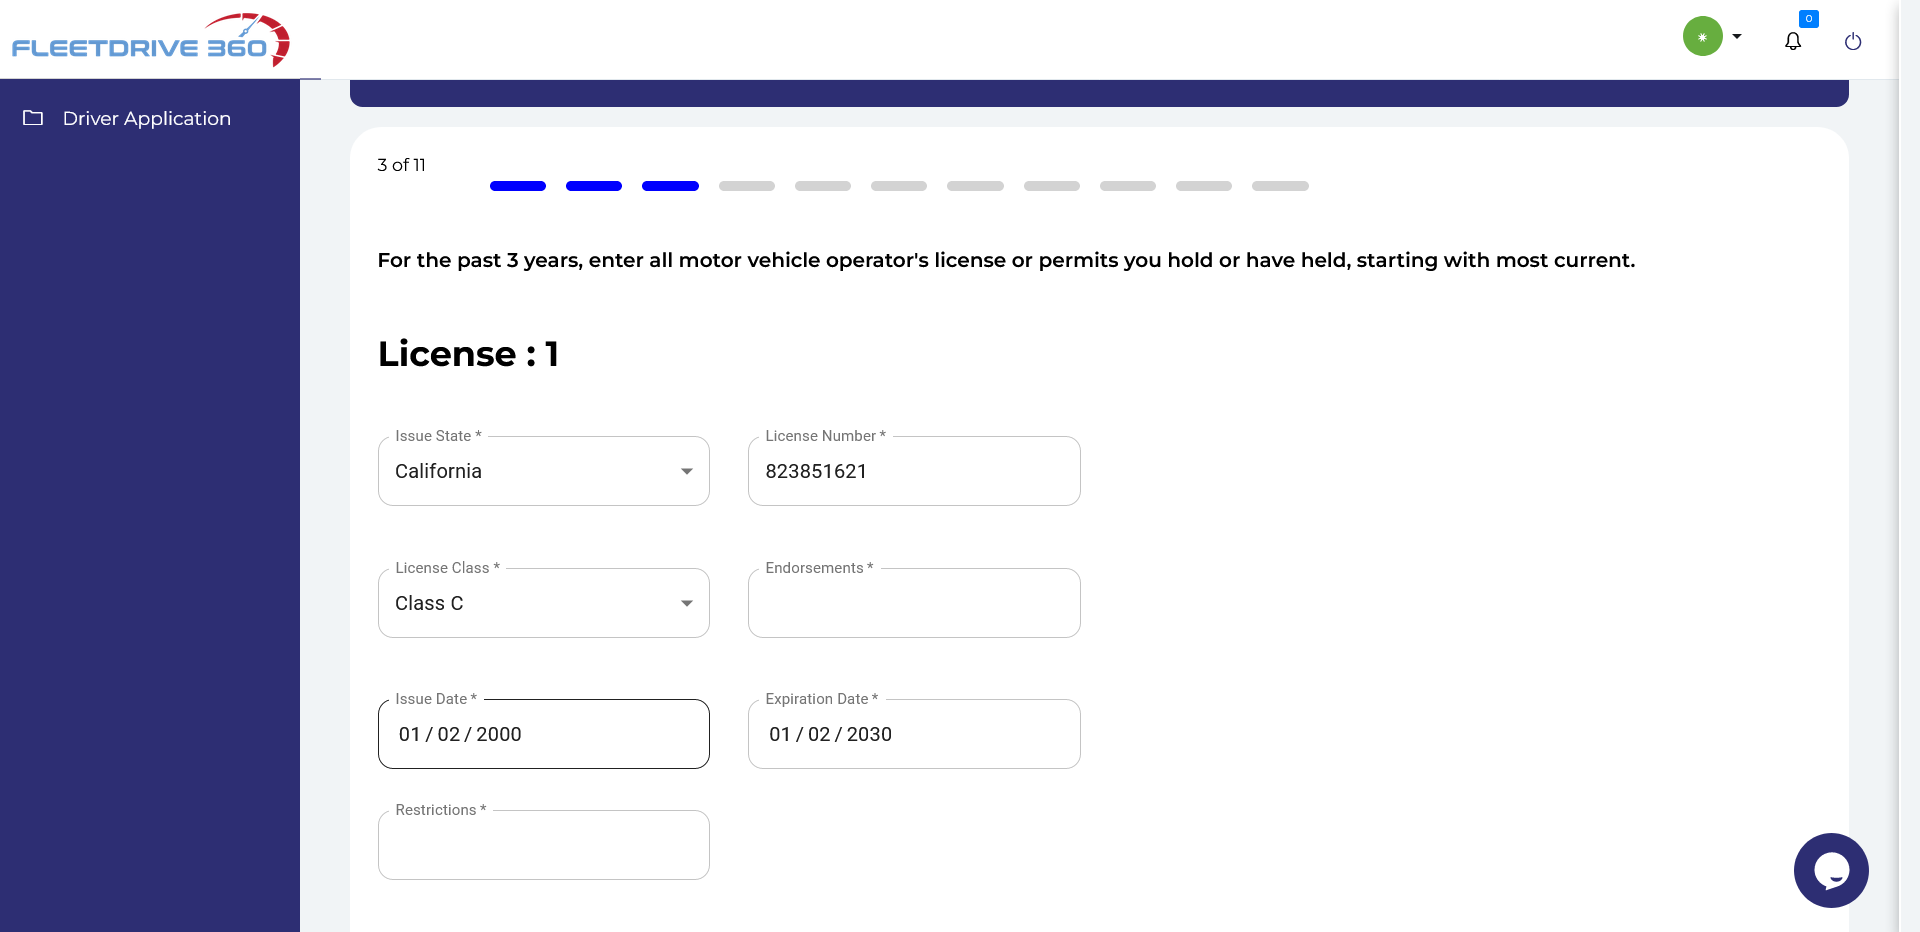 FLEETDRIVE 360
0
Driver Application
3 of 11
For the past 3 years, enter all motor vehicle operator's license or permits you hold or have held, starting with most current.
License : 1
Issue State *
California
License Number *
823851621
License Class *
Class C
Endorsements *
Issue Date *
01 / 02 / 2000
Expiration Date *
01 / 02 / 2030
Restrictions *